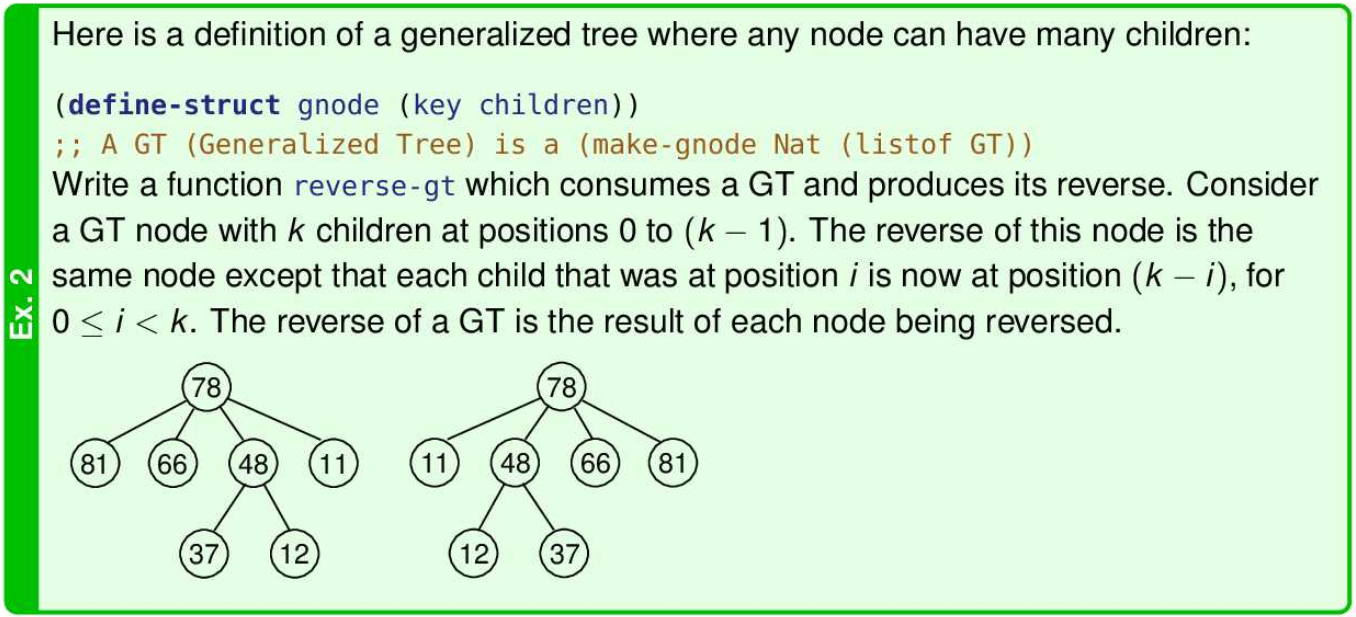 Here is a definition of a generalized tree where any node can have many children:
(define-struct gnode (key children))
;; A GT (Generalized Tree) is a (make-gnode Nat (listof GT))
Write a function reverse-gt which consumes a GT and produces its reverse. Consider
a GT node with k children at positions 0 to (k − 1). The reverse of this node is the
same node except that each child that was at position i is now at position (k − i), for
0 ≤ i < k. The reverse of a GT is the result of each node being reversed.
Ex. 2
78 78
81 66 48 11 11 48 66 81
37 12 12 37